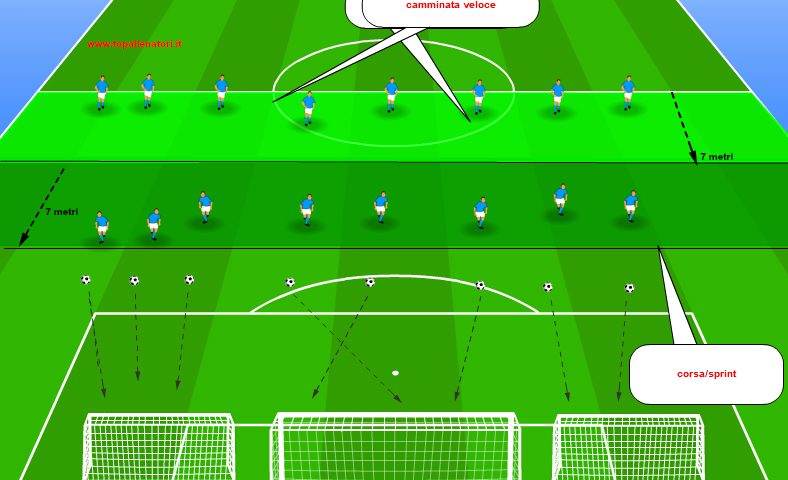 camminata veloce
www.topallenatori.it
7 metri
7 metri
corsa/sprint